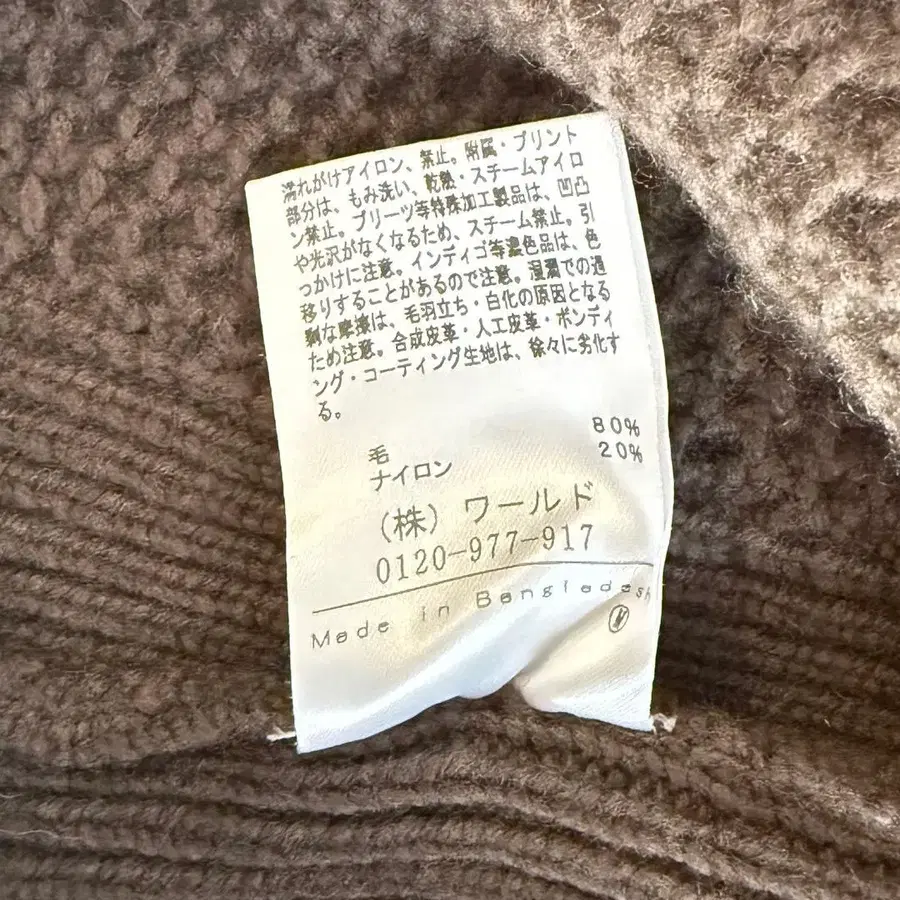 濡れがけアイロン、禁止。附属・プリント
部分は、もみ洗い、乾熱・スチームアイロ
ン禁止。プリーツ等特殊加工製品は、凹凸
や光沢がなくなるため、スチーム禁止。引
っかけに注意。インディゴ等濃色品は、色
移りすることがあるので注意。湿潤での過
剰な摩擦は、毛羽立ち・白化の原因となる
ため注意。合成皮革・人工皮革・ボンディ
ング・コーティング生地は、徐々に劣化す
る。
毛 80%
ナイロン 20%
(株) ワールド
0120-977-917
Made in Bangladesh